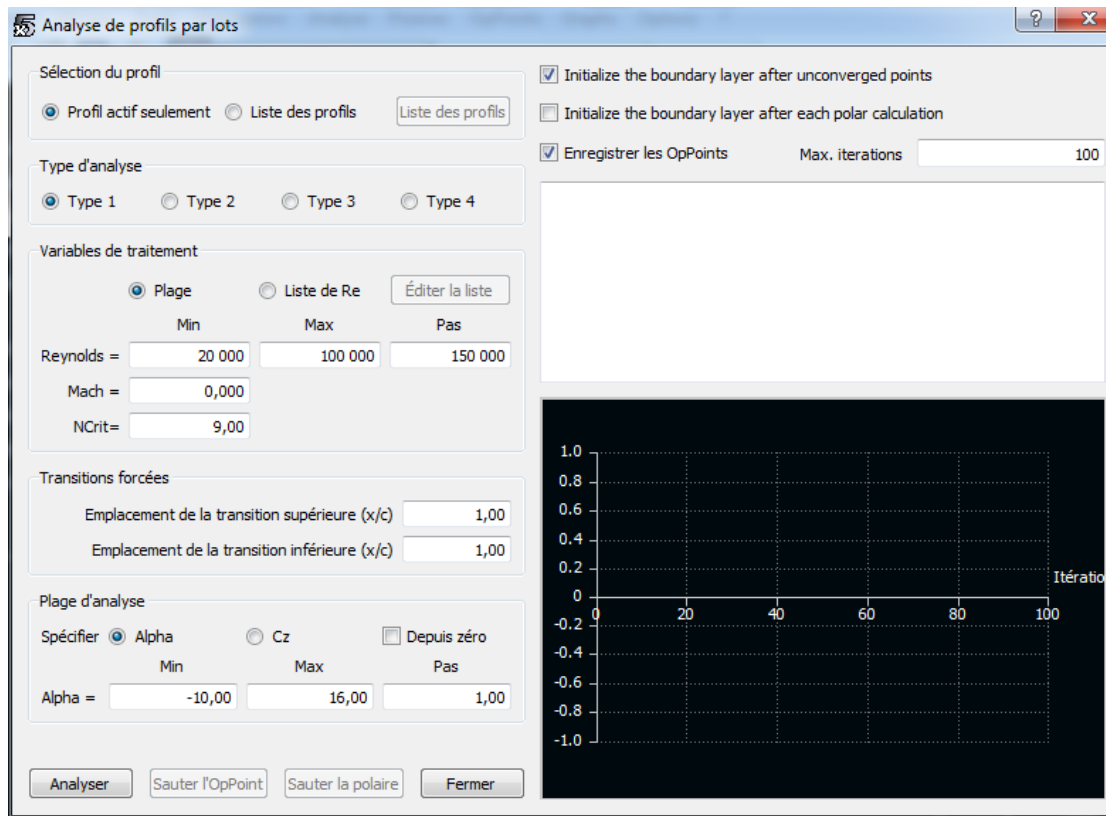 Analyse de profils par lots
Sélection du profil
Profil actif seulement Liste des profils Liste des profils
Type d'analyse
Type 1 Type 2 Type 3 Type 4
Variables de traitement
Plage Liste de Re Éditer la liste
Min Max Pas
Reynolds = 20 000 100 000 150 000
Mach = 0,000
NCrit= 9,00
Transitions forcées
Emplacement de la transition supérieure (x/c) 1,00
Emplacement de la transition inférieure (x/c) 1,00
Plage d'analyse
Spécifier Alpha Cz Depuis zéro
Min Max Pas
Alpha = -10,00 16,00 1,00
Analyser Sauter l'OpPoint Sauter la polaire Fermer
Initialize the boundary layer after unconverged points
Initialize the boundary layer after each polar calculation
Enregistrer les OpPoints Max. iterations 100
1.0
0.8
0.6
0.4
0.2
0
-0.2
-0.4
-0.6
-0.8
-1.0
0 20 40 60 80 100
Itératio